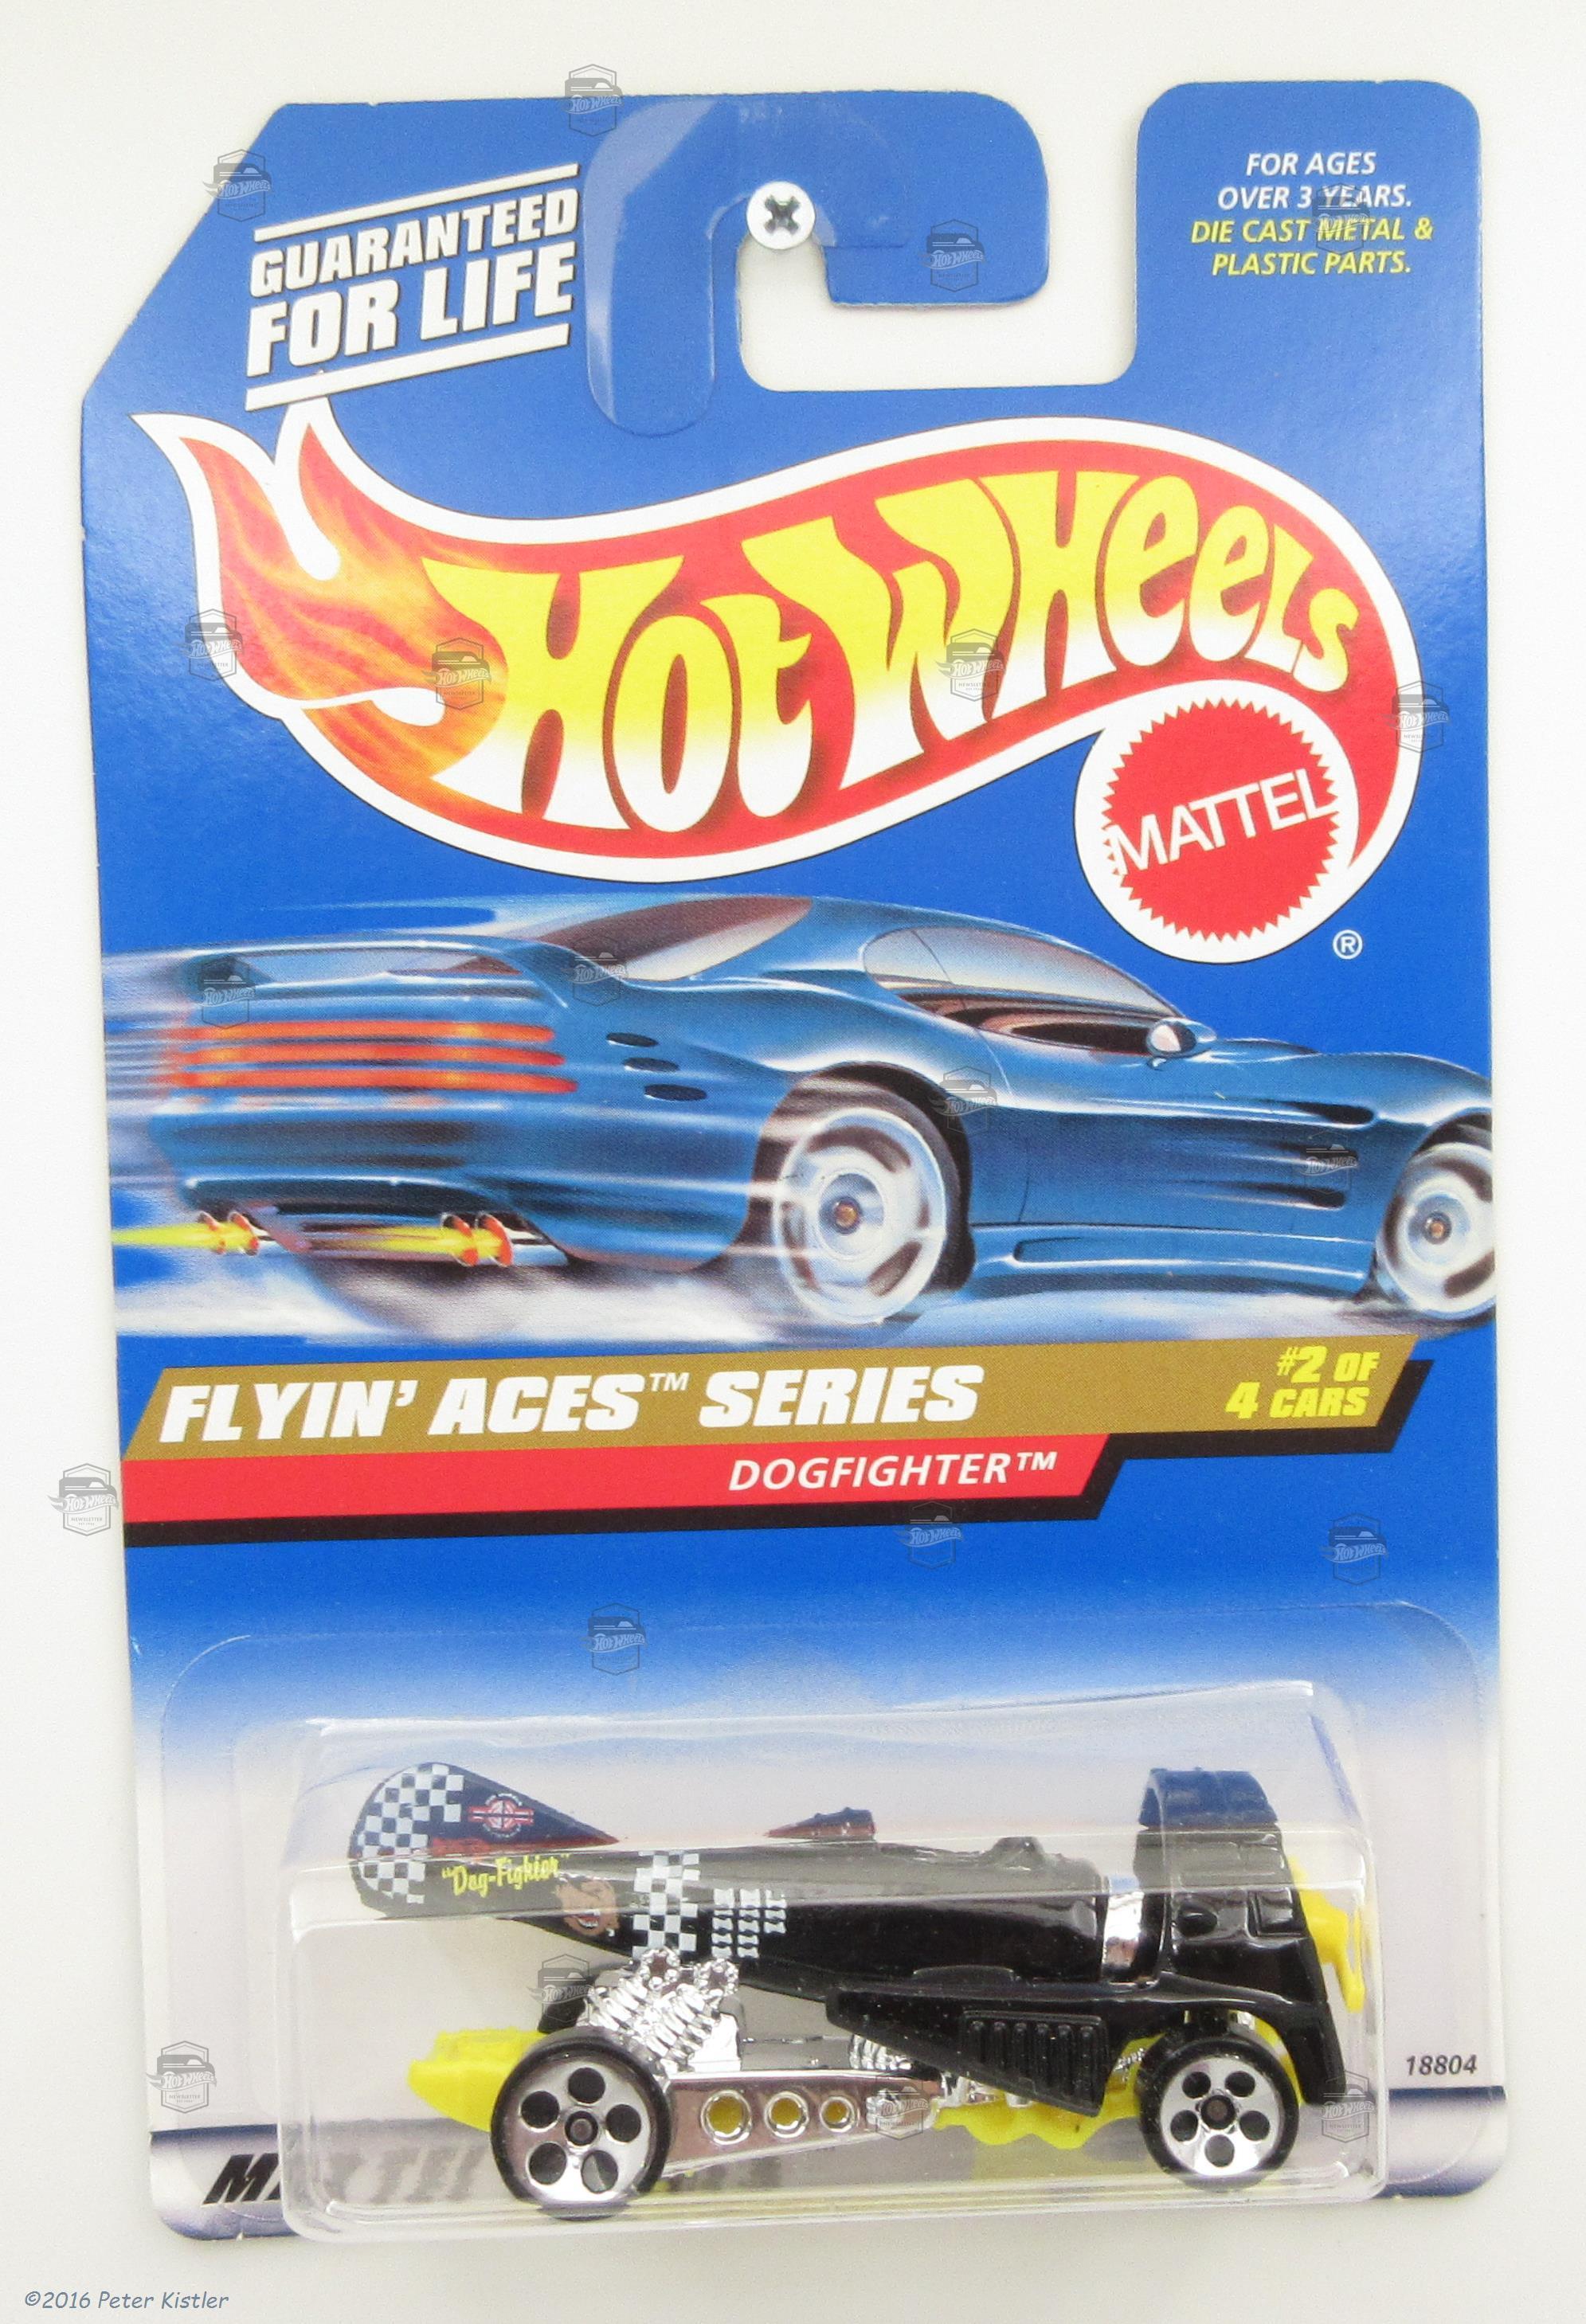 GUARANTEED
FOR LIFE
FOR AGES
OVER 3 YEARS.
DIE CAST METAL &
PLASTIC PARTS.
HOT WHEELS
MATTEL
®
FLYIN' ACES™ SERIES
#2 OF
4 CARS
DOGFIGHTER™
"Dog-Fighter"
18804
©2016 Peter Kistler